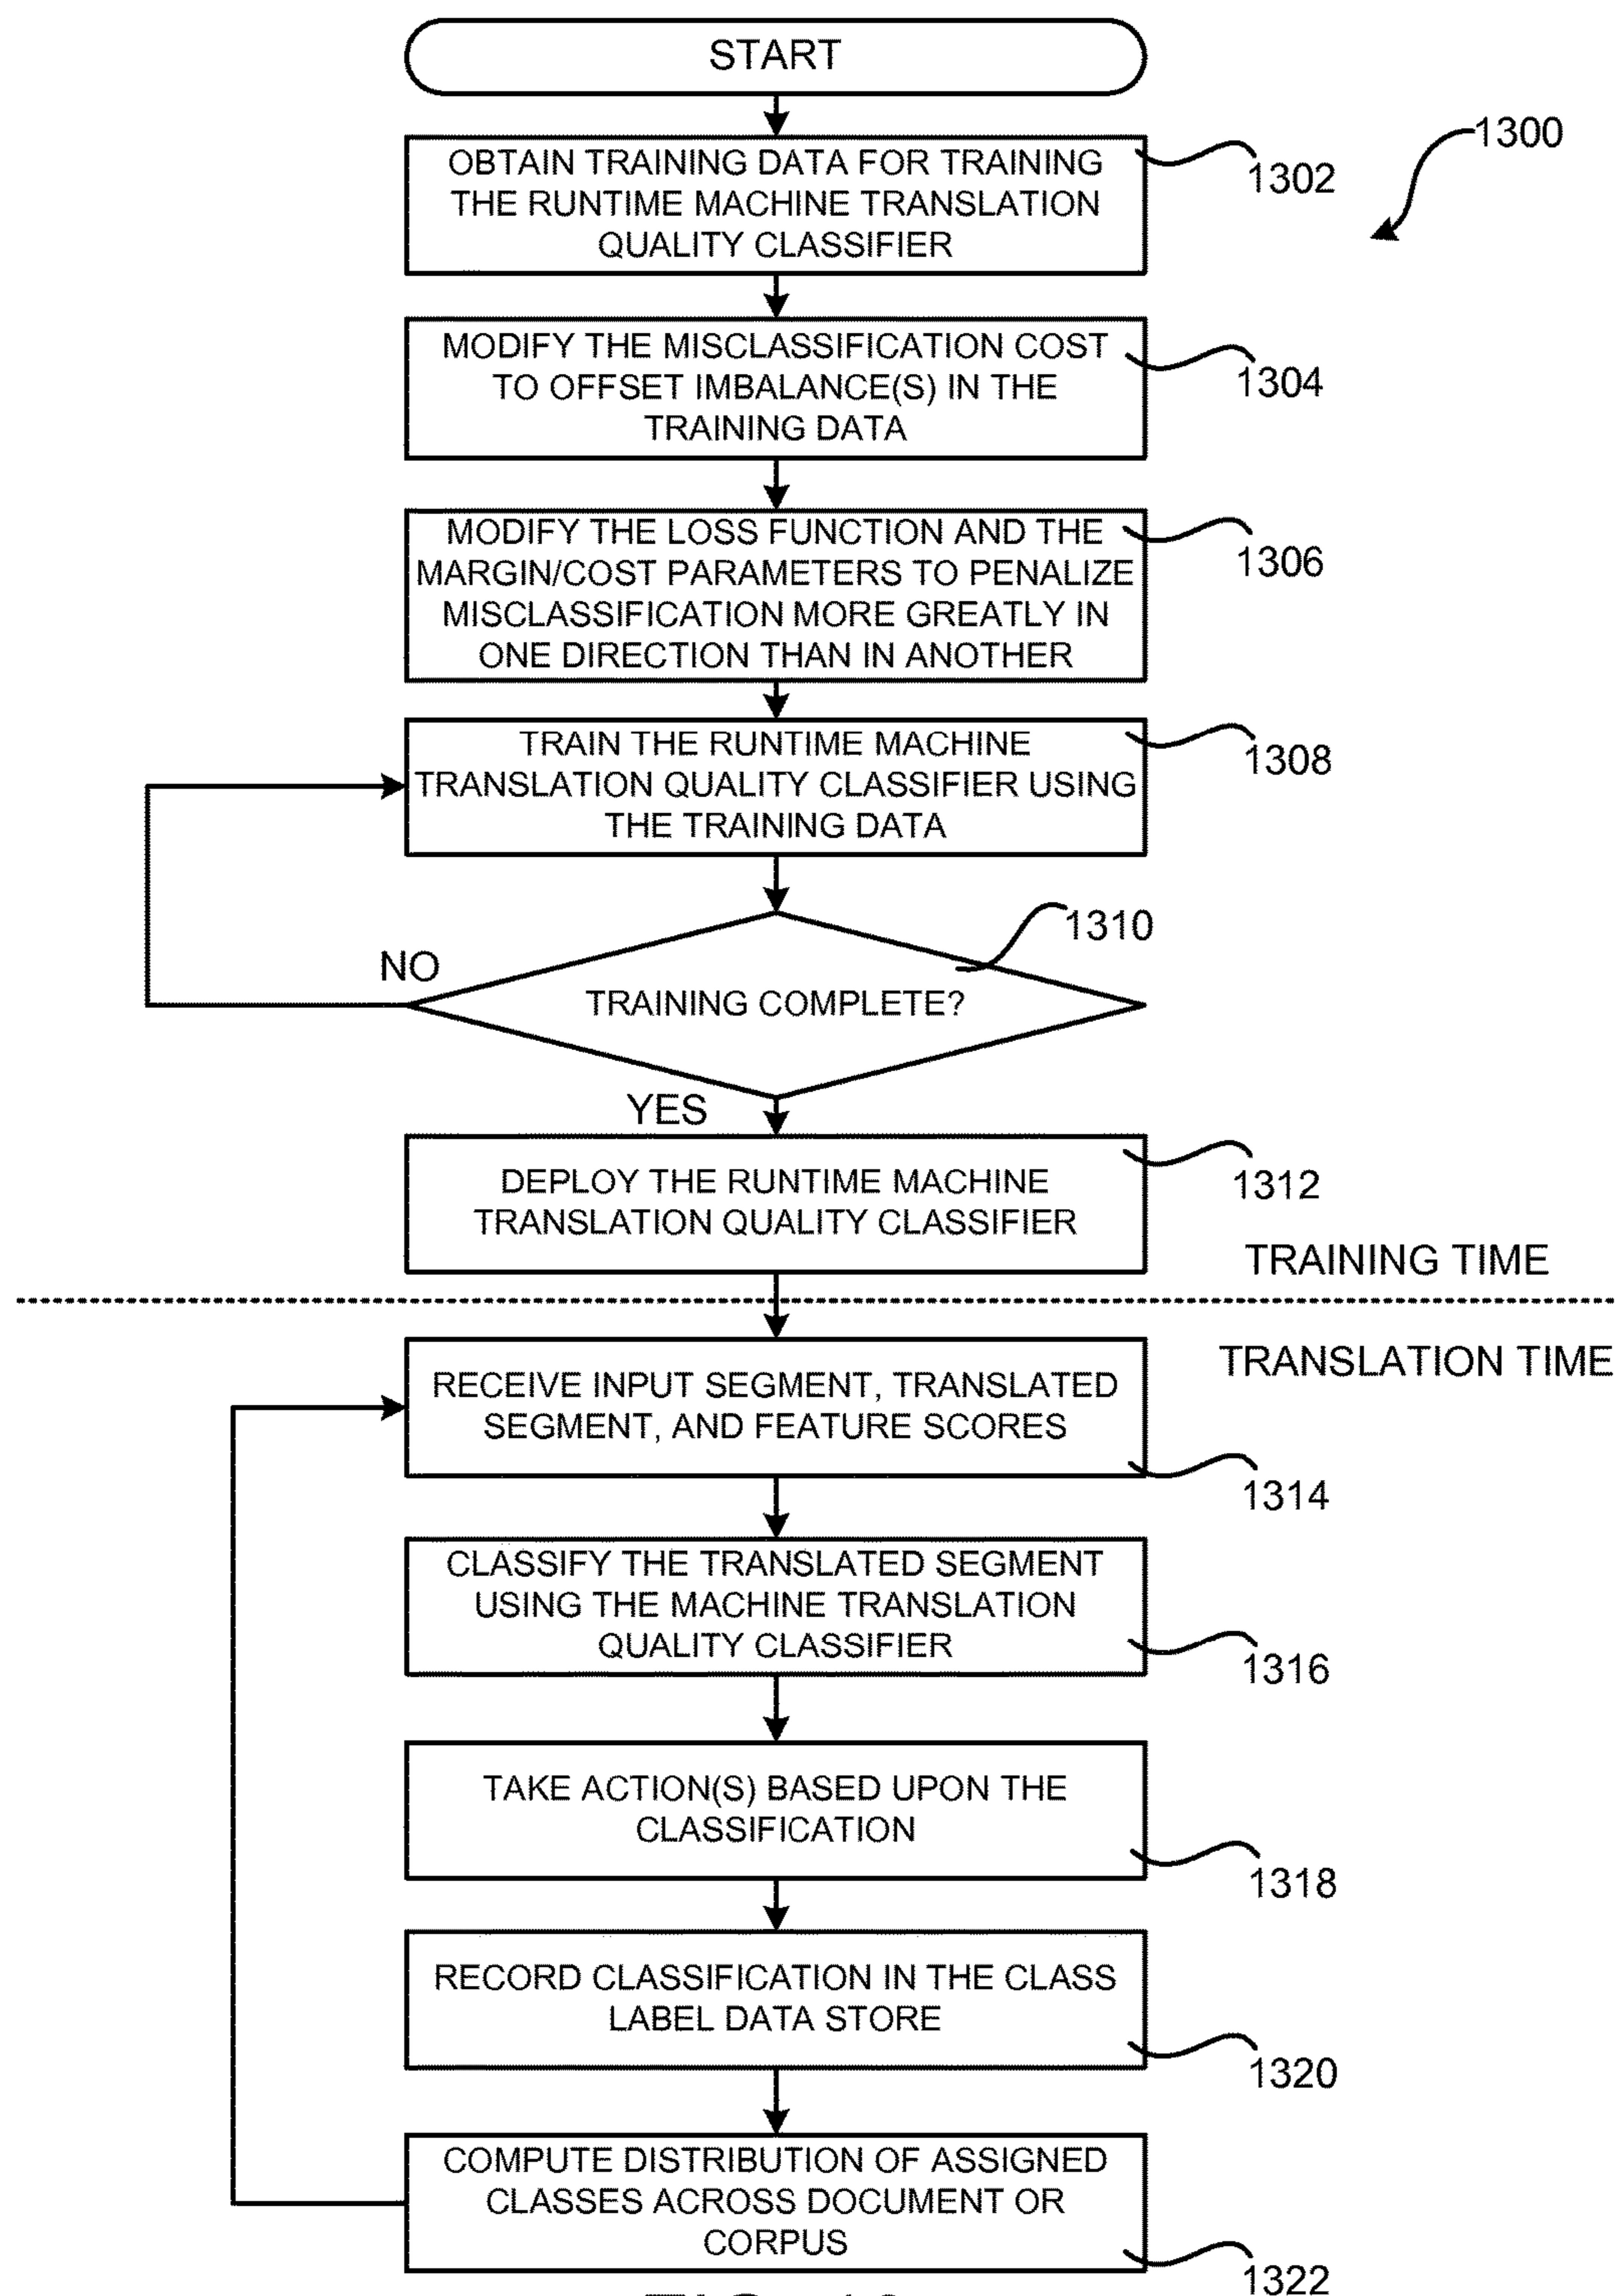 START
1300
OBTAIN TRAINING DATA FOR TRAINING
THE RUNTIME MACHINE TRANSLATION
QUALITY CLASSIFIER
1302
MODIFY THE MISCLASSIFICATION COST
TO OFFSET IMBALANCE(S) IN THE
TRAINING DATA
1304
MODIFY THE LOSS FUNCTION AND THE
MARGIN/COST PARAMETERS TO PENALIZE
MISCLASSIFICATION MORE GREATLY IN
ONE DIRECTION THAN IN ANOTHER
1306
TRAIN THE RUNTIME MACHINE
TRANSLATION QUALITY CLASSIFIER USING
THE TRAINING DATA
1308
1310
NO
TRAINING COMPLETE?
YES
DEPLOY THE RUNTIME MACHINE
TRANSLATION QUALITY CLASSIFIER
1312
TRAINING TIME
TRANSLATION TIME
RECEIVE INPUT SEGMENT, TRANSLATED
SEGMENT, AND FEATURE SCORES
1314
CLASSIFY THE TRANSLATED SEGMENT
USING THE MACHINE TRANSLATION
QUALITY CLASSIFIER
1316
TAKE ACTION(S) BASED UPON THE
CLASSIFICATION
1318
RECORD CLASSIFICATION IN THE CLASS
LABEL DATA STORE
1320
COMPUTE DISTRIBUTION OF ASSIGNED
CLASSES ACROSS DOCUMENT OR
CORPUS
1322